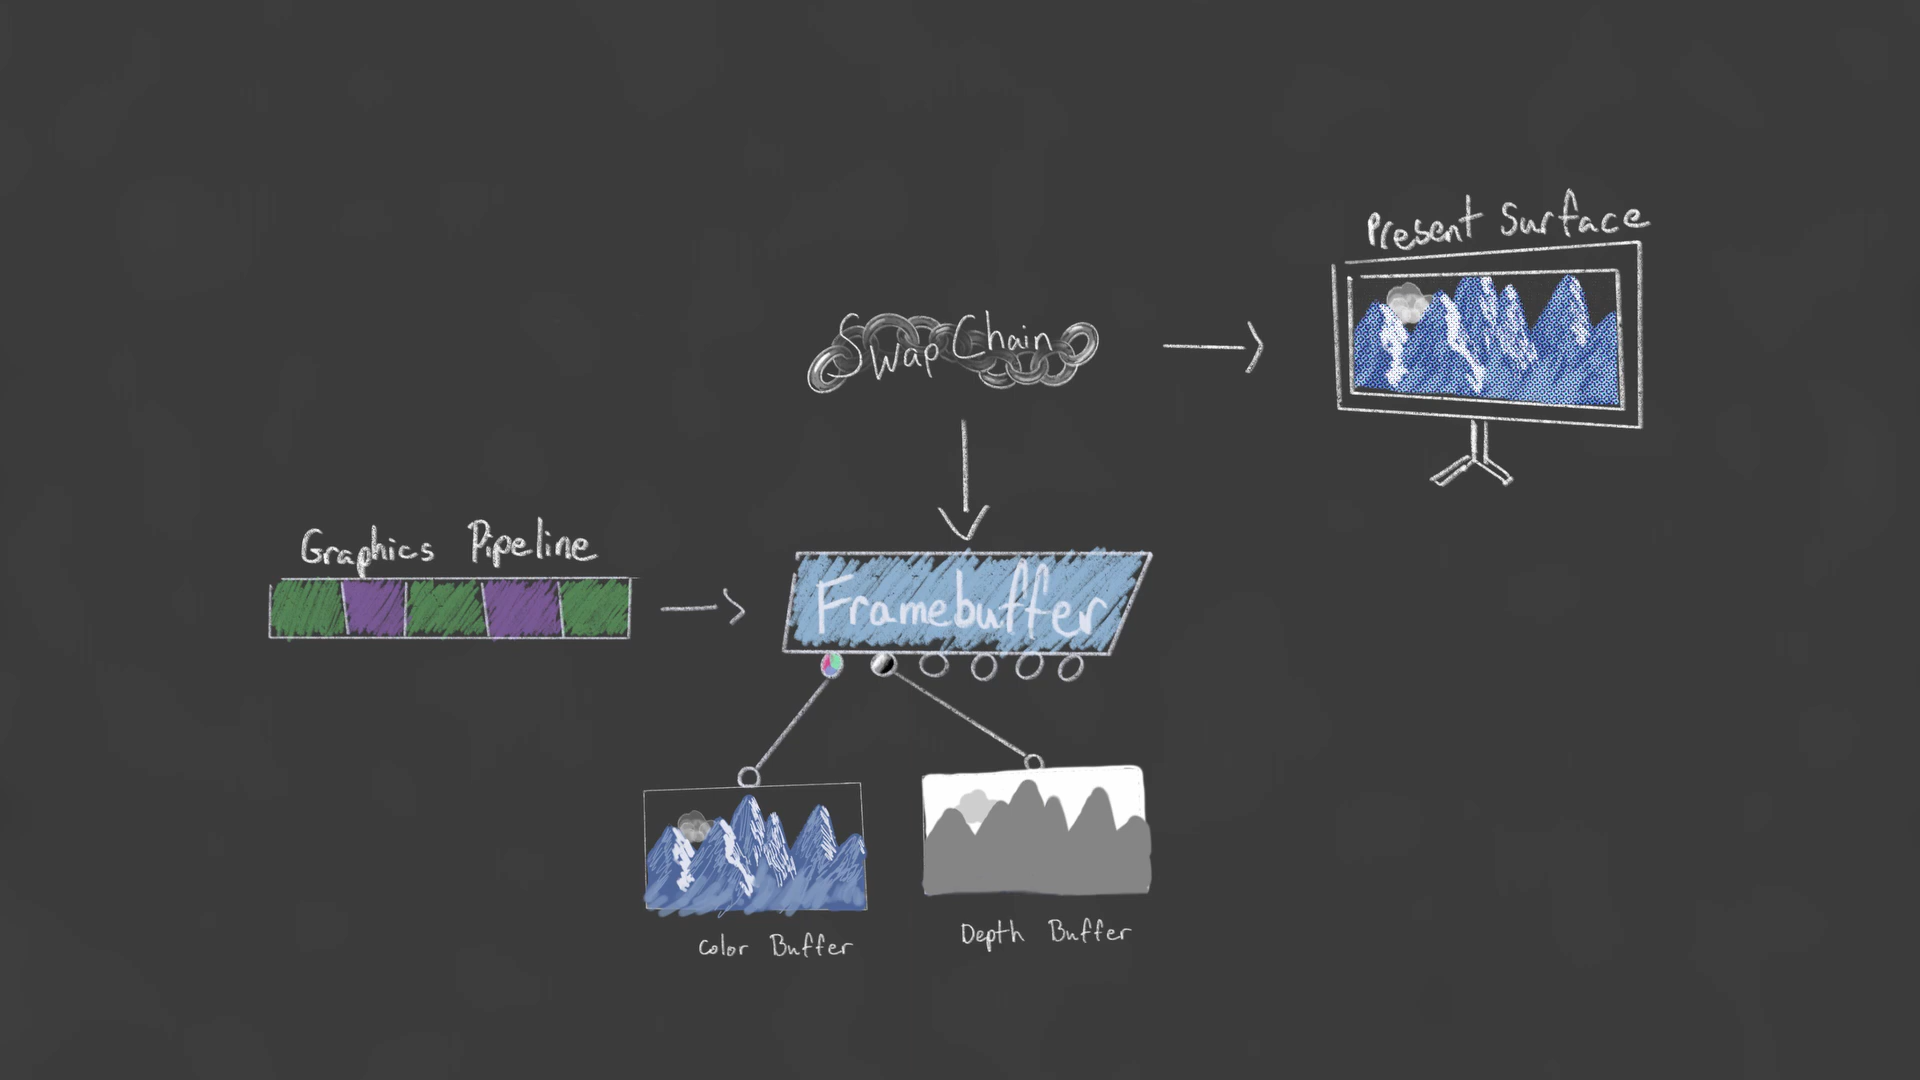 Present Surface
Swap Chain
Graphics Pipeline
Framebuffer
Color Buffer
Depth Buffer